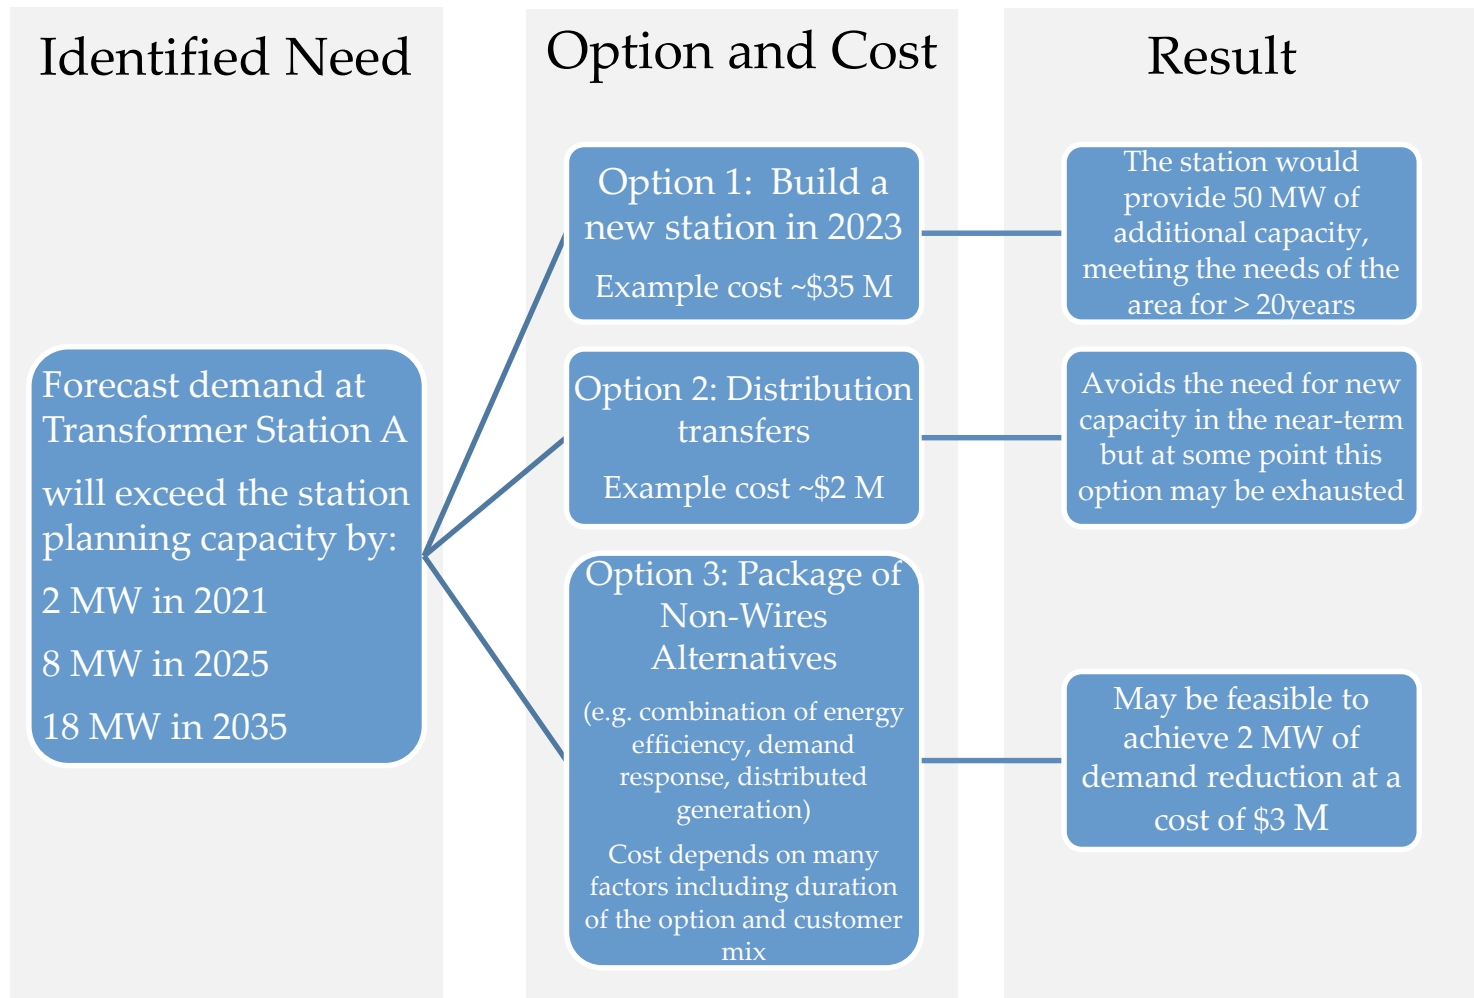 Identified Need
Forecast demand at
Transformer Station A
will exceed the station
planning capacity by:
2 MW in 2021
8 MW in 2025
18 MW in 2035
Option and Cost
Option 1:  Build a
new station in 2023
Example cost ~$35 M
Option 2: Distribution
transfers
Example cost ~$2 M
Option 3: Package of
Non-Wires
Alternatives
(e.g. combination of energy
efficiency, demand
response, distributed
generation)
Cost depends on many
factors including duration
of the option and customer
mix
Result
The station would
provide 50 MW of
additional capacity,
meeting the needs of the
area for > 20years
Avoids the need for new
capacity in the near-term
but at some point this
option may be exhausted
May be feasible to
achieve 2 MW of
demand reduction at a
cost of $3 M